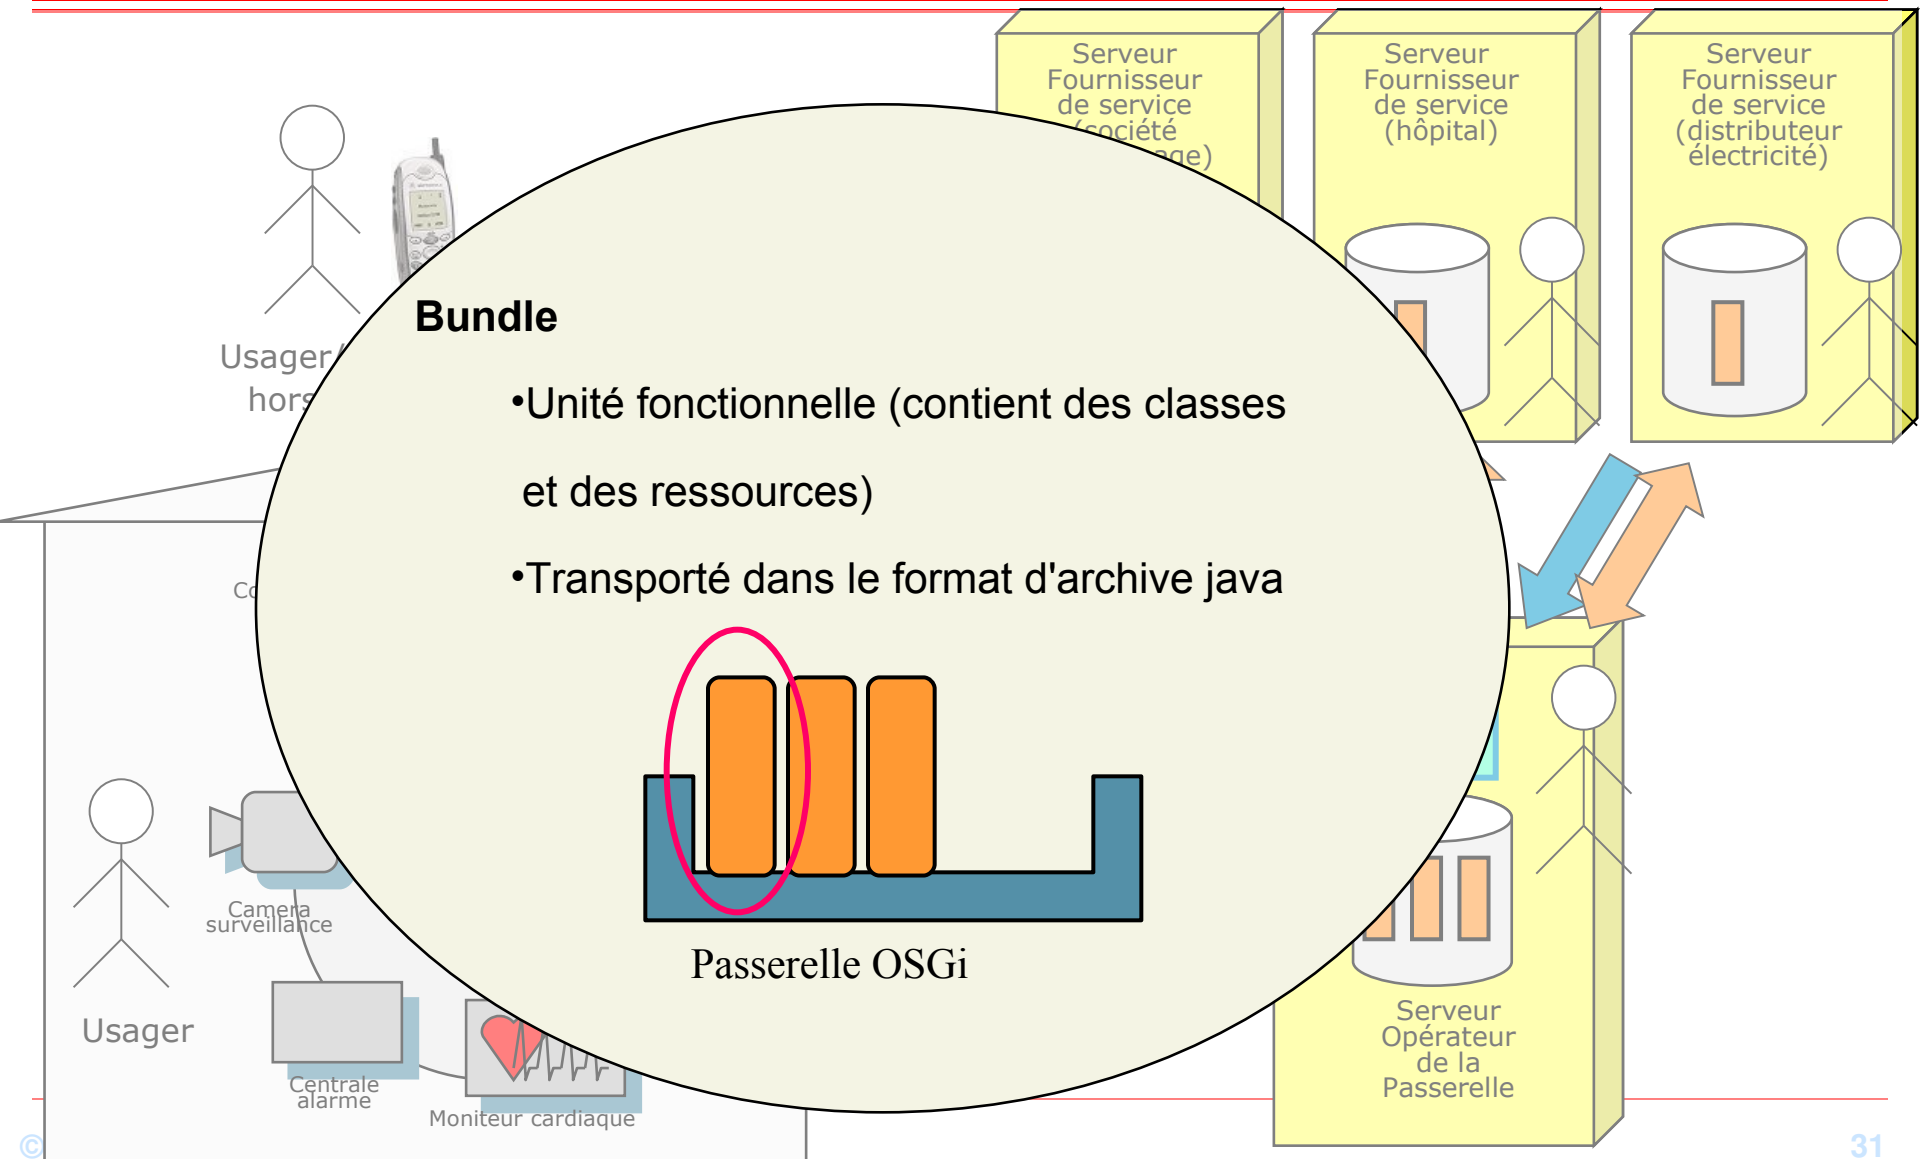 Serveur
Fournisseur
de service
(société
Serveur
Fournisseur
de service
(hôpital)
Serveur
Fournisseur
de service
(distributeur
électricité)
Usager
Bundle
•Unité fonctionnelle (contient des classes
et des ressources)
•Transporté dans le format d'archive java
Passerelle OSGi
Camera
surveillance
Usager
Centrale
alarme
Moniteur cardiaque
Serveur
Opérateur
de la
Passerelle
©
31